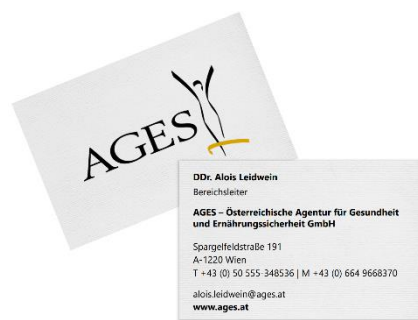 AGES
DDr. Alois Leidwein
Bereichsleiter
AGES – Österreichische Agentur für Gesundheit
und Ernährungssicherheit GmbH
Spargelfeldstraße 191
A-1220 Wien
T +43 (0) 50 555-348536 | M +43 (0) 664 9668370
alois.leidwein@ages.at
www.ages.at